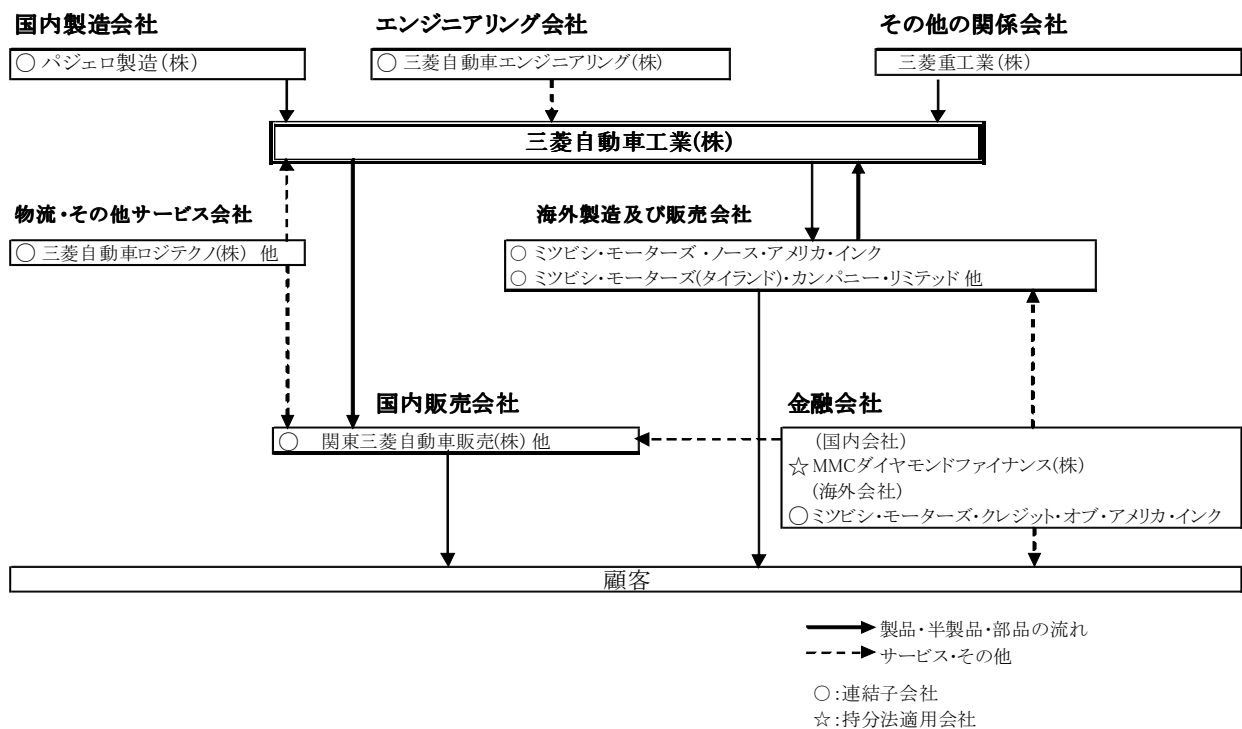 国内製造会社
エンジニアリング会社
その他の関係会社
○ パジェロ製造(株)
○ 三菱自動車エンジニアリング(株)
三菱重工業(株)
三菱自動車工業(株)
物流・その他サービス会社
海外製造及び販売会社
○ 三菱自動車ロジテクノ(株) 他
○ ミツビシ・モーターズ・ノース・アメリカ・インク
○ ミツビシ・モーターズ(タイランド)・カンパニー・リミテッド 他
国内販売会社
金融会社
○ 関東三菱自動車販売(株) 他
(国内会社)
☆MMCダイヤモンドファイナンス(株)
(海外会社)
○ミツビシ・モーターズ・クレジット・オブ・アメリカ・インク
顧客
製品・半製品・部品の流れ
サービス・その他
○:連結子会社
☆:持分法適用会社